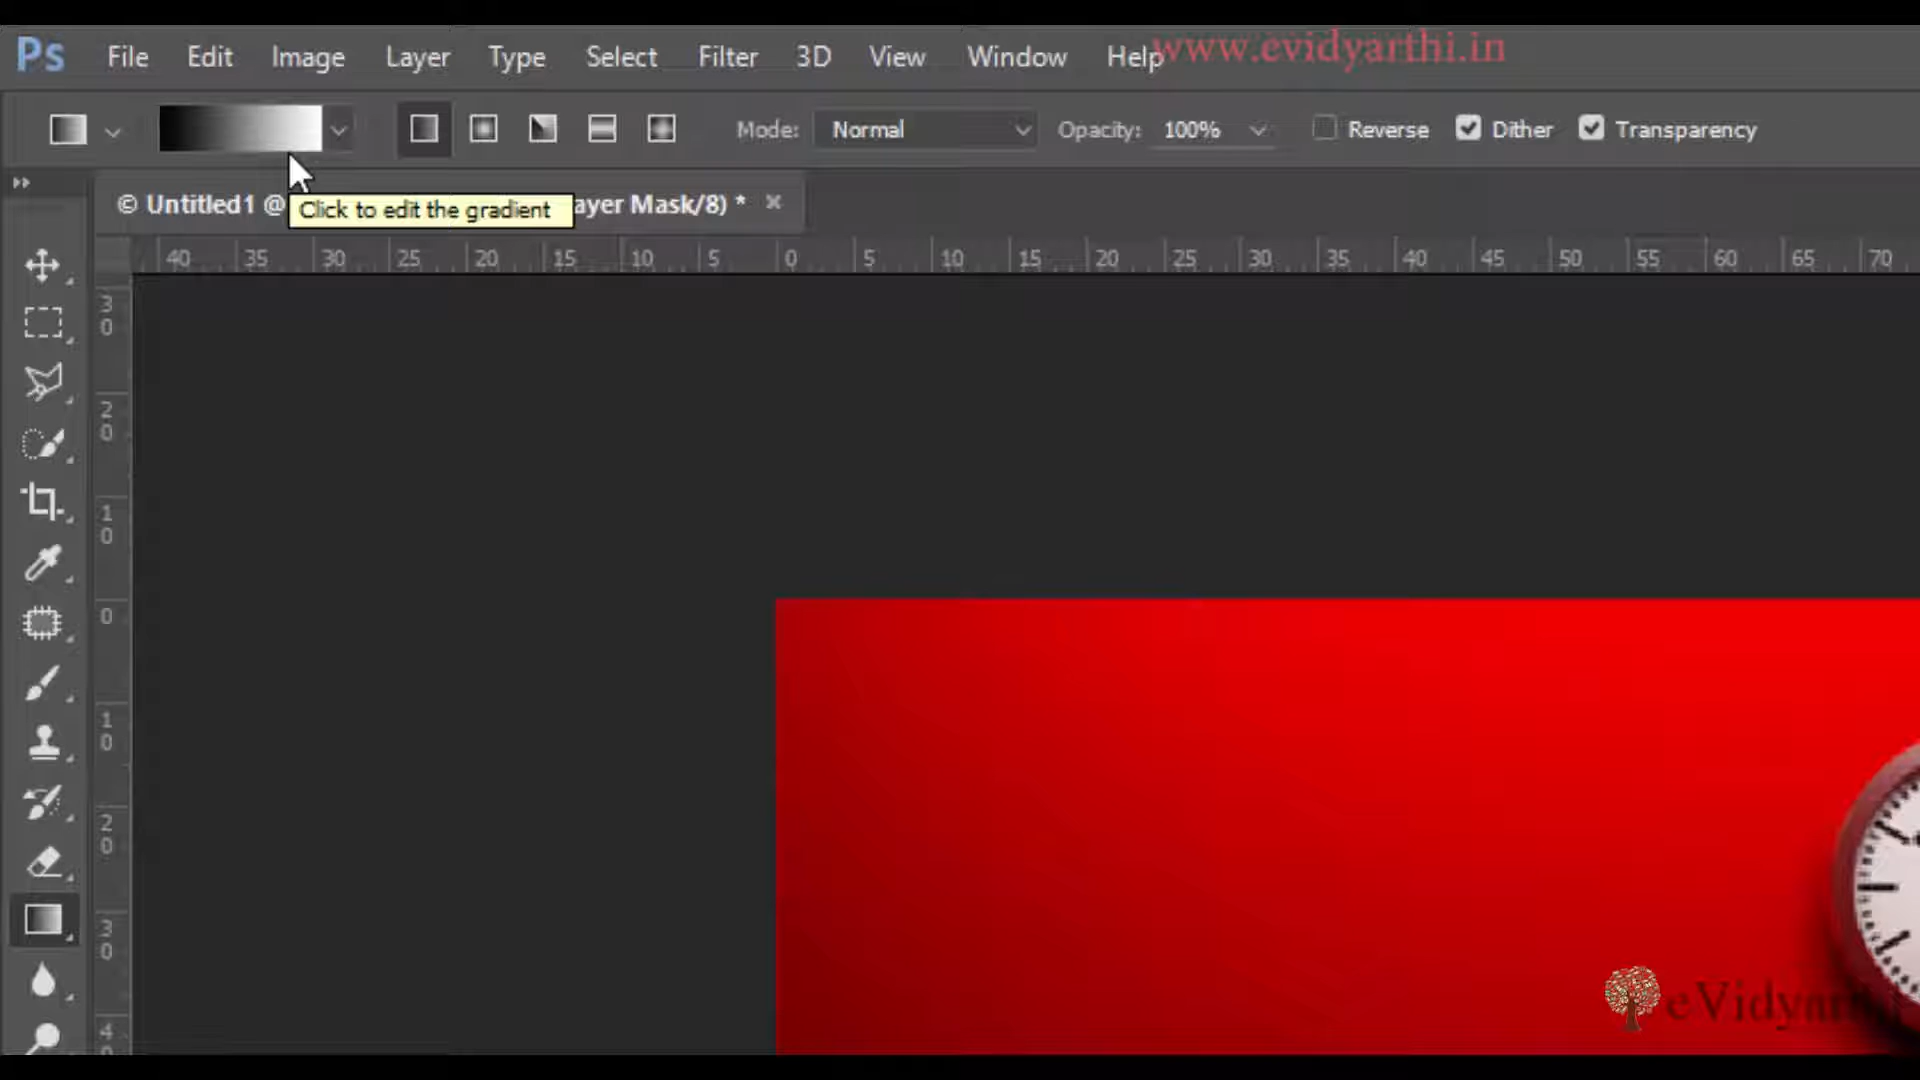 Ps File Edit Image Layer Type Select Filter 3D View Window Help
www.evidyarthi.in
Mode: Normal Opacity: 100% Reverse Dither Transparency
© Untitled1 @ ayer Mask/8) * ×
Click to edit the gradient
40 35 30 25 20 15 10 5 0 5 10 15 20 25 30 35 40 45 50 55 60 65 70
30
20
10
0
10
20
30
40
eVidyarthi